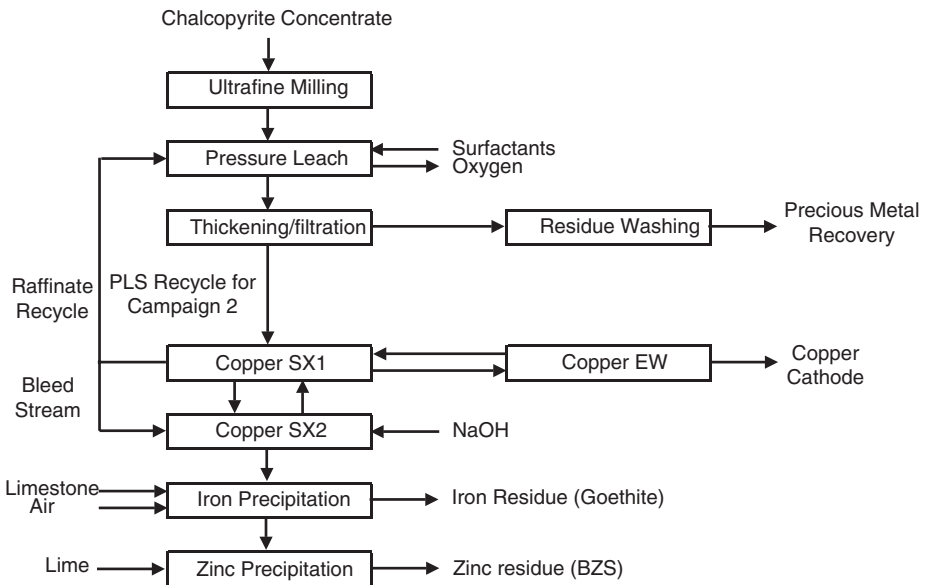 Chalcopyrite Concentrate
Ultrafine Milling
Pressure Leach
Surfactants
Oxygen
Thickening/filtration
Residue Washing
Precious Metal
Recovery
Raffinate
Recycle
PLS Recycle for
Campaign 2
Copper SX1
Copper EW
Copper
Cathode
Bleed
Stream
Copper SX2
NaOH
Limestone
Air
Iron Precipitation
Iron Residue (Goethite)
Lime
Zinc Precipitation
Zinc residue (BZS)